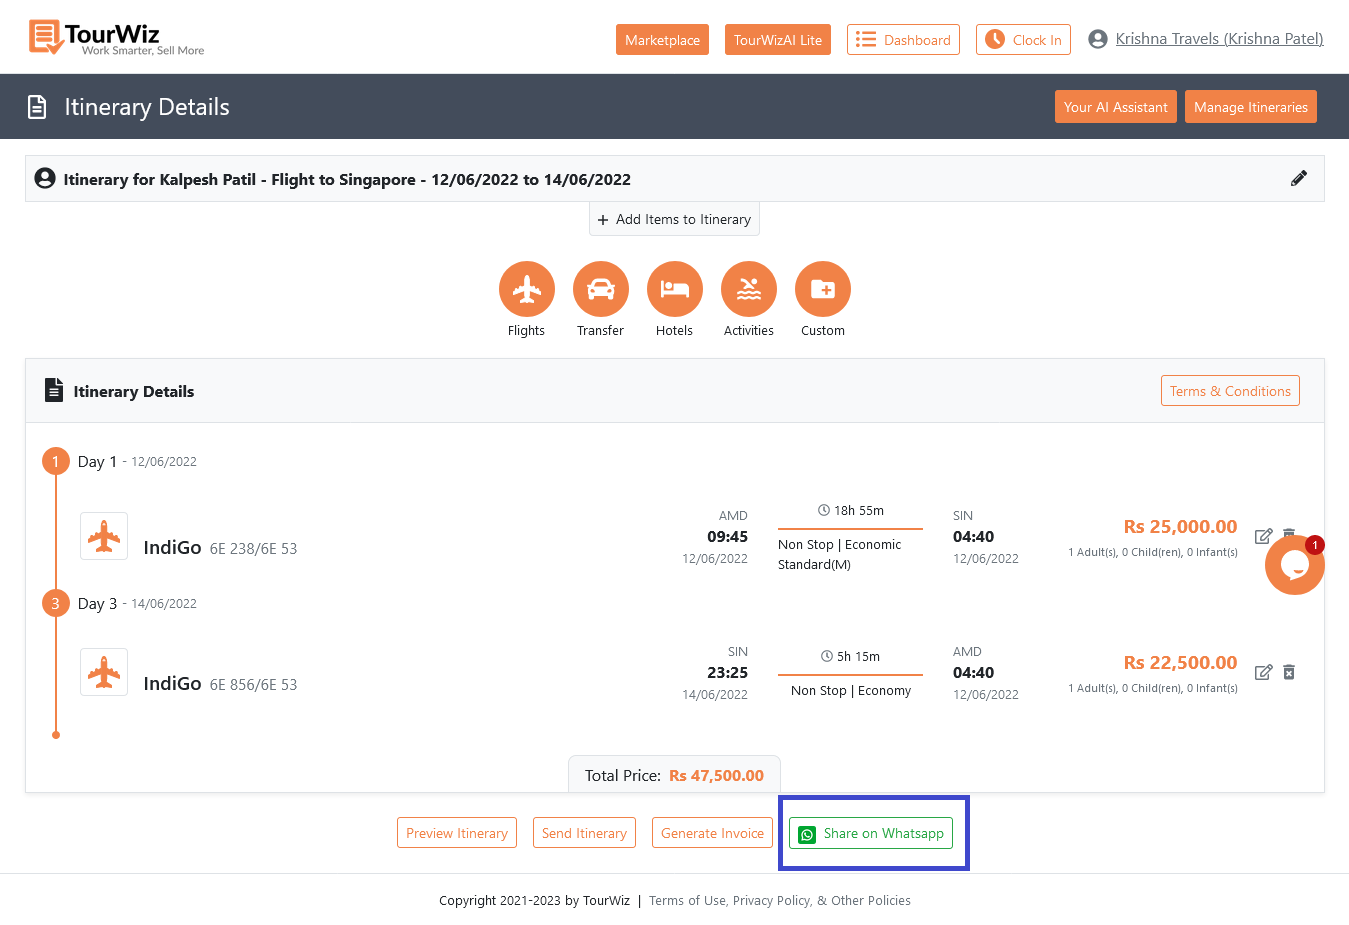 TourWiz
Work Smarter, Sell More
Marketplace
TourWizAI Lite
Dashboard
Clock In
Krishna Travels (Krishna Patel)
Itinerary Details
Your AI Assistant
Manage Itineraries
Itinerary for Kalpesh Patil - Flight to Singapore - 12/06/2022 to 14/06/2022
+ Add Items to Itinerary
Flights
Transfer
Hotels
Activities
Custom
Itinerary Details
Terms & Conditions
1 Day 1 - 12/06/2022
IndiGo 6E 238/6E 53
AMD
09:45
12/06/2022
18h 55m
Non Stop | Economic
Standard(M)
SIN
04:40
12/06/2022
Rs 25,000.00
1 Adult(s), 0 Child(ren), 0 Infant(s)
1
3 Day 3 - 14/06/2022
IndiGo 6E 856/6E 53
SIN
23:25
14/06/2022
5h 15m
Non Stop | Economy
AMD
04:40
12/06/2022
Rs 22,500.00
1 Adult(s), 0 Child(ren), 0 Infant(s)
Total Price: Rs 47,500.00
Preview Itinerary
Send Itinerary
Generate Invoice
Share on Whatsapp
Copyright 2021-2023 by TourWiz | Terms of Use, Privacy Policy, & Other Policies